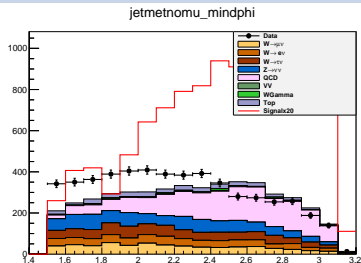 jetmetnomu_mindphi
Data
W→μν
W→eν
W→τν
Z→νν
QCD
VV
WGamma
Top
Signalx20
1000
800
600
400
200
0
1.4 1.6 1.8 2 2.2 2.4 2.6 2.8 3 3.2